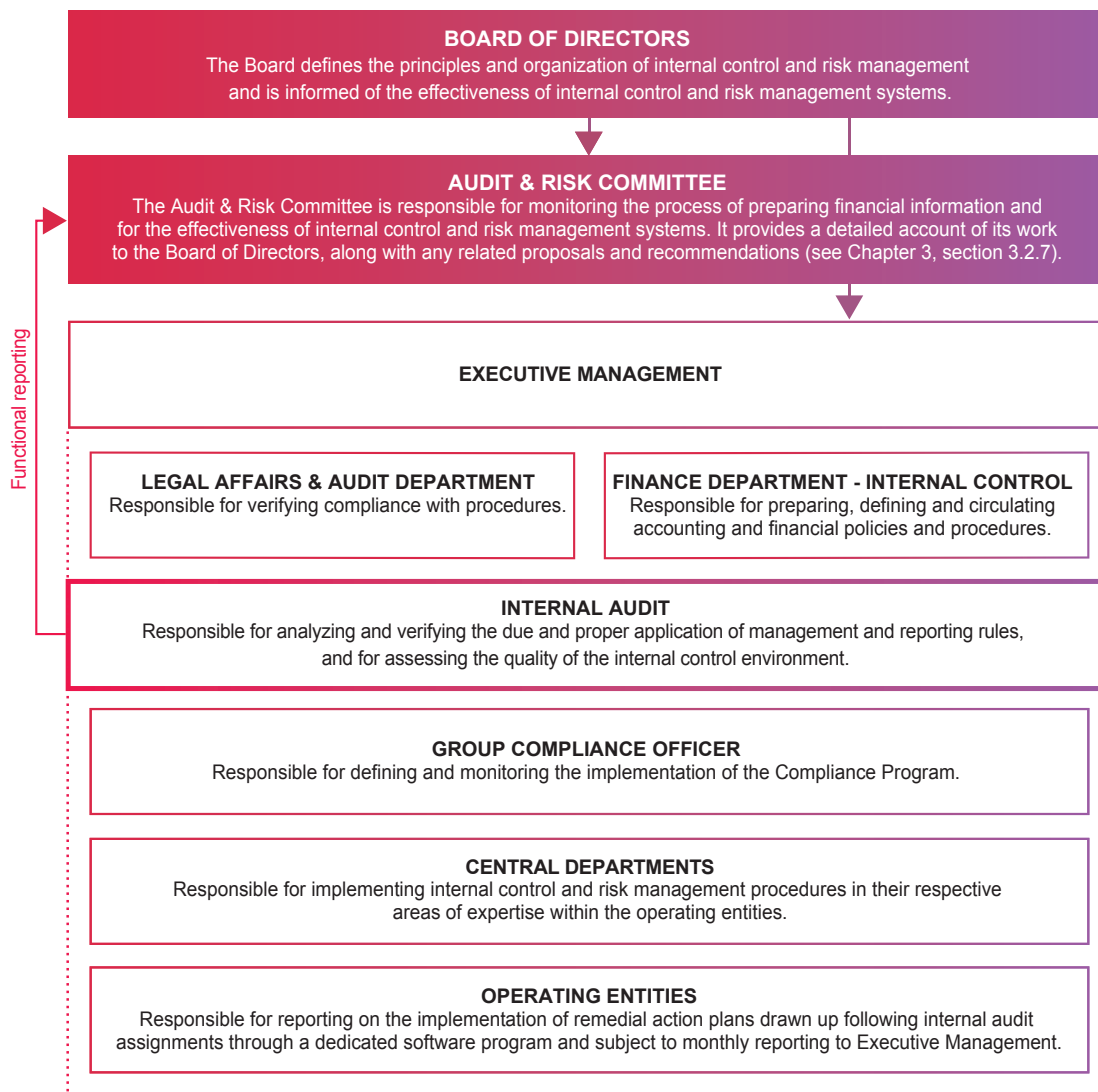 BOARD OF DIRECTORS
The Board defines the principles and organization of internal control and risk management
and is informed of the effectiveness of internal control and risk management systems.
AUDIT & RISK COMMITTEE
The Audit & Risk Committee is responsible for monitoring the process of preparing financial information and
for the effectiveness of internal control and risk management systems. It provides a detailed account of its work
to the Board of Directors, along with any related proposals and recommendations (see Chapter 3, section 3.2.7).
Functional reporting
EXECUTIVE MANAGEMENT
LEGAL AFFAIRS & AUDIT DEPARTMENT
Responsible for verifying compliance with procedures.
FINANCE DEPARTMENT - INTERNAL CONTROL
Responsible for preparing, defining and circulating
accounting and financial policies and procedures.
INTERNAL AUDIT
Responsible for analyzing and verifying the due and proper application of management and reporting rules,
and for assessing the quality of the internal control environment.
GROUP COMPLIANCE OFFICER
Responsible for defining and monitoring the implementation of the Compliance Program.
CENTRAL DEPARTMENTS
Responsible for implementing internal control and risk management procedures in their respective
areas of expertise within the operating entities.
OPERATING ENTITIES
Responsible for reporting on the implementation of remedial action plans drawn up following internal audit
assignments through a dedicated software program and subject to monthly reporting to Executive Management.